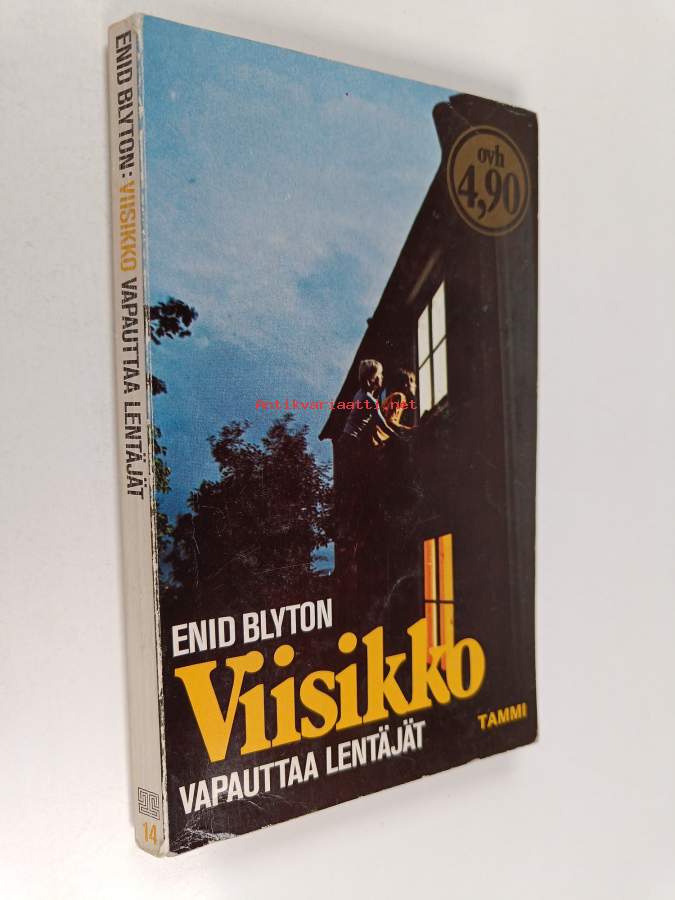 ENID BLYTON: VIISIKKO VAPAUTTAA LENTÄJÄT
14
ovh
4,90
Antikvariaatti.net
ENID BLYTON
Viisikko
VAPAUTTAA LENTÄJÄT
TAMMI